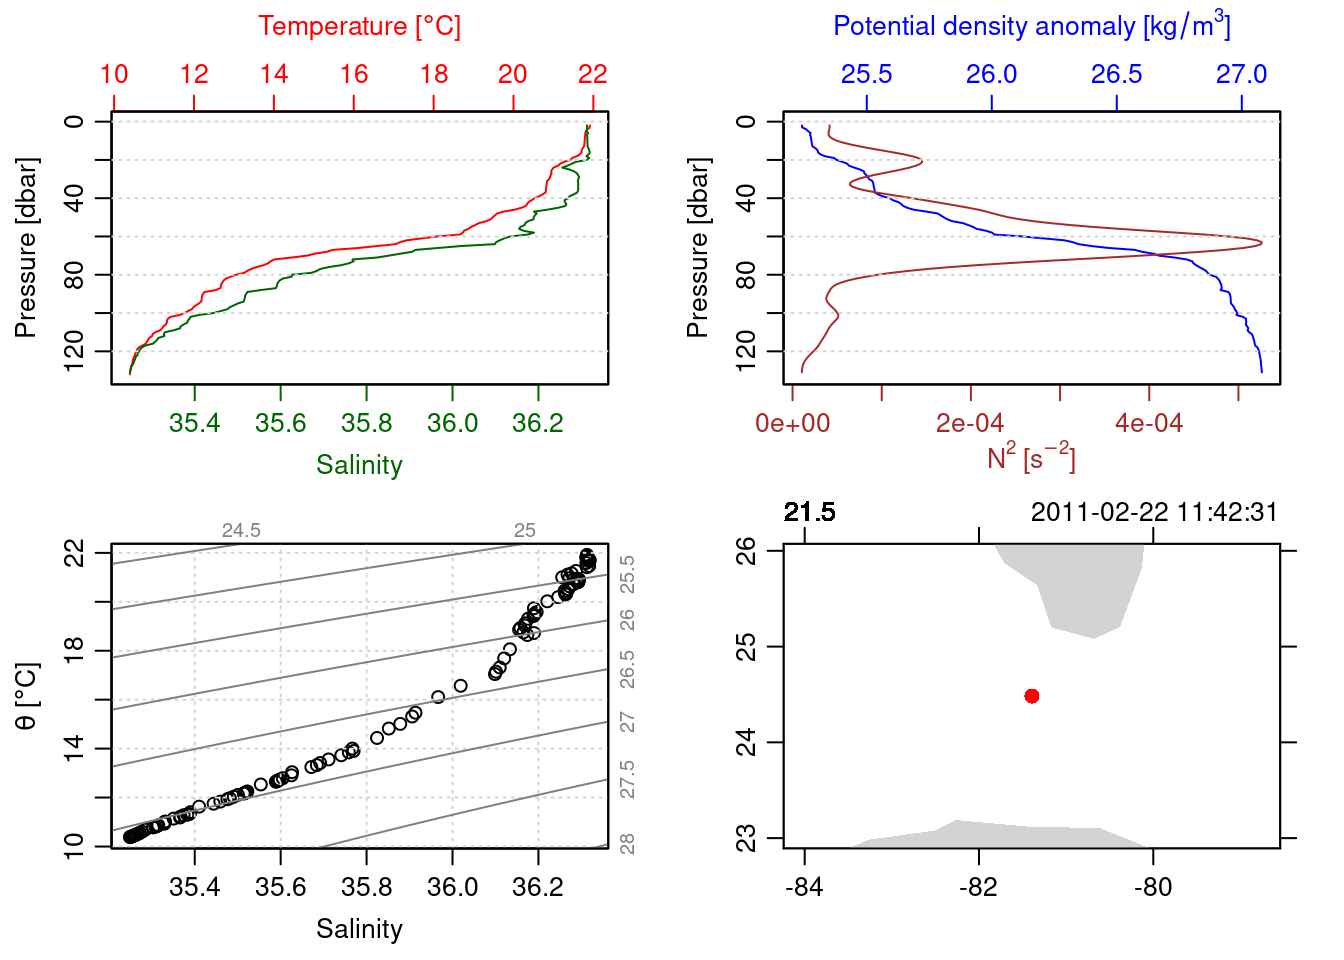 Temperature [°C]
10 12 14 16 18 20 22
Pressure [dbar]
0 40 80 120
35.4 35.6 35.8 36.0 36.2
Salinity
Potential density anomaly [kg/m³]
25.5 26.0 26.5 27.0
Pressure [dbar]
0 40 80 120
0e+00 2e-04 4e-04
N² [s⁻²]
24.5 25
25.5
26
26.5
27
27.5
28
θ [°C]
22 18 14 10
35.4 35.6 35.8 36.0 36.2
Salinity
21.5 2011-02-22 11:42:31
26 25 24 23
-84 -82 -80